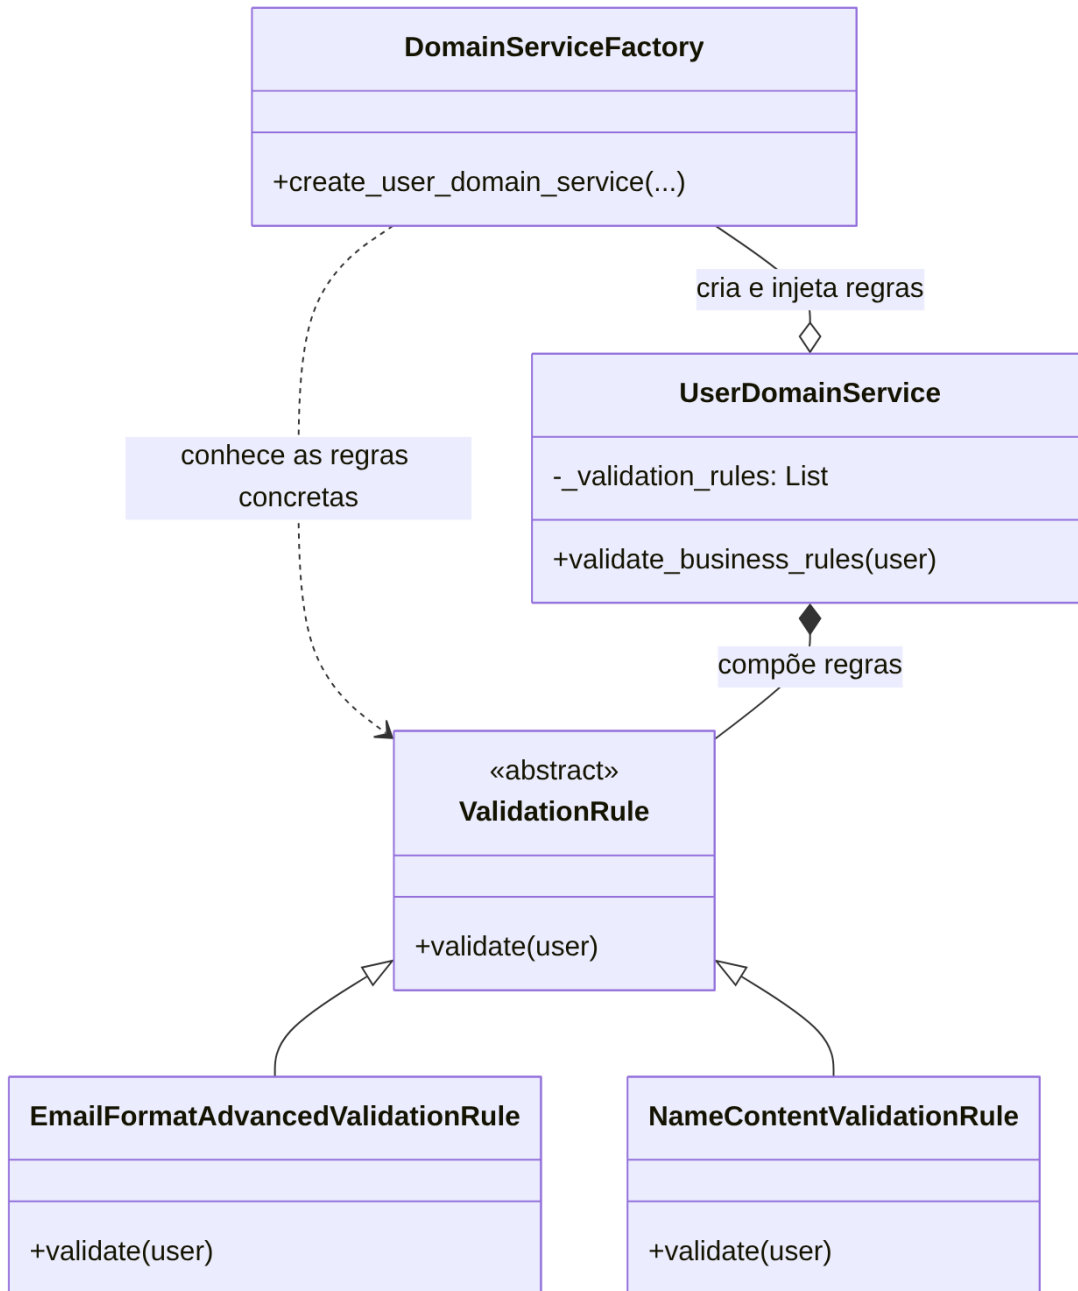 DomainServiceFactory
+create_user_domain_service(...)
cria e injeta regras
UserDomainService
-_validation_rules: List
+validate_business_rules(user)
conhece as regras
concretas
compõe regras
«abstract»
ValidationRule
+validate(user)
EmailFormatAdvancedValidationRule
+validate(user)
NameContentValidationRule
+validate(user)